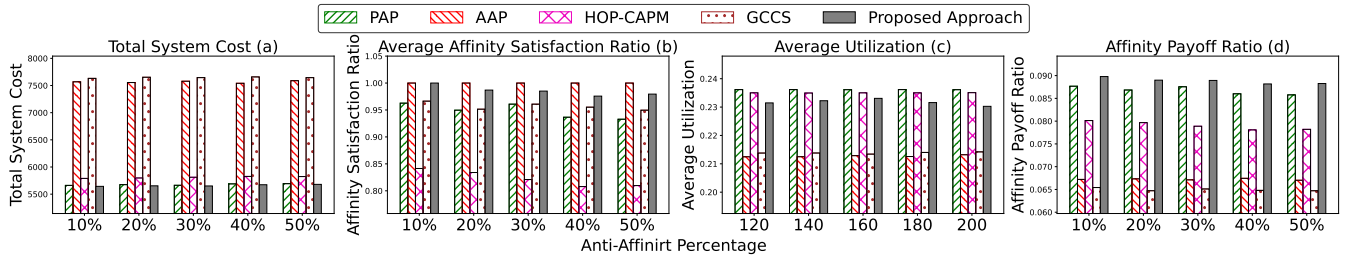 PAP AAP HOP-CAPM GCCS Proposed Approach
Total System Cost (a)
Total System Cost
8000
7500
7000
6500
6000
5500
10% 20% 30% 40% 50%
Average Affinity Satisfaction Ratio (b)
Affinity Satisfaction Ratio
1.05
1.00
0.95
0.90
0.85
0.80
10% 20% 30% 40% 50%
Average Utilization (c)
Average Utilization
0.24
0.23
0.22
0.21
0.20
120 140 160 180 200
Affinity Payoff Ratio (d)
Affinity Payoff Ratio
0.090
0.085
0.080
0.075
0.070
0.065
0.060
10% 20% 30% 40% 50%
Anti-Affinirt Percentage